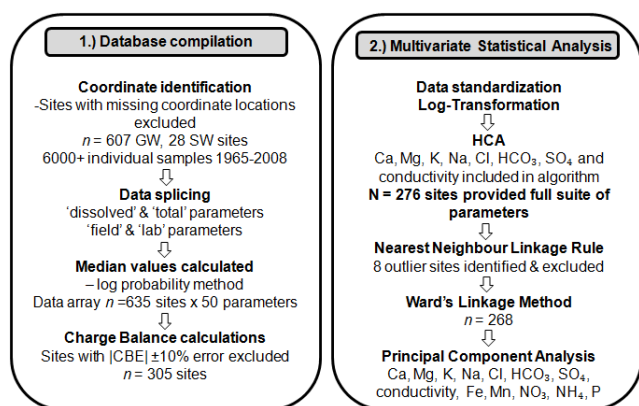 1.) Database compilation
Coordinate identification
-Sites with missing coordinate locations
excluded
n = 607 GW, 28 SW sites
6000+ individual samples 1965-2008
Data splicing
‘dissolved’ & ‘total’ parameters
‘field’ & ‘lab’ parameters
Median values calculated
– log probability method
Data array n =635 sites x 50 parameters
Charge Balance calculations
Sites with |CBE| ±10% error excluded
n = 305 sites
2.) Multivariate Statistical Analysis
Data standardization
Log-Transformation
HCA
Ca, Mg, K, Na, Cl, HCO₃, SO₄ and
conductivity included in algorithm
N = 276 sites provided full suite of
parameters
Nearest Neighbour Linkage Rule
8 outlier sites identified & excluded
Ward’s Linkage Method
n = 268
Principal Component Analysis
Ca, Mg, K, Na, Cl, HCO₃, SO₄,
conductivity, Fe, Mn, NO₃, NH₄, P